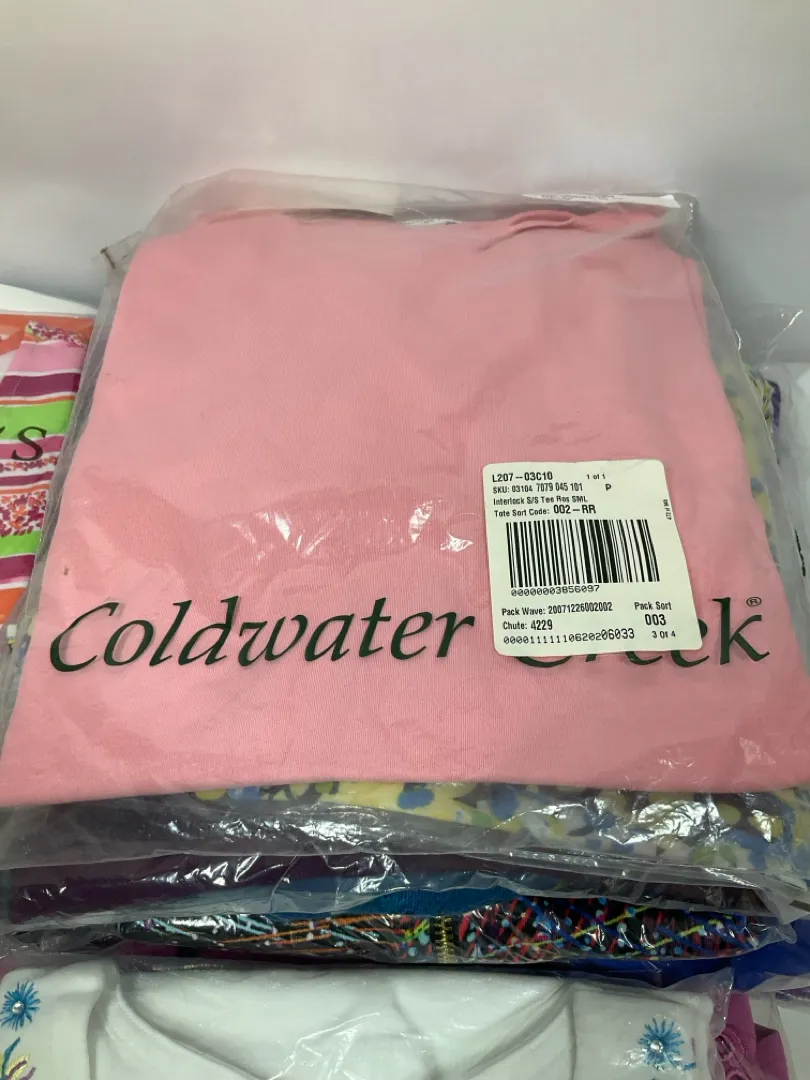 L207-03C10 1 of 1
SKU: 03104 7079 045 101 P
Interlock S/S Tee Ros SML
Tote Sort Code: 002-RR
00000003856097
Pack Wave: 20071226002002 Pack Sort
Chute: 4229 003
00001111110620206033 3 Of 4
Coldwater Creek®
's